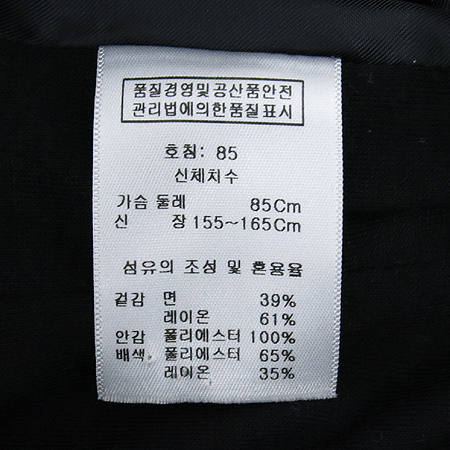 품질경영및공산품안전
관리법에의한품질표시
호칭: 85
신체치수
가슴 둘레 85Cm
신 장 155~165Cm
섬유의 조성 및 혼용율
겉감 면 39%
레이온 61%
안감 폴리에스터 100%
배색 폴리에스터 65%
레이온 35%